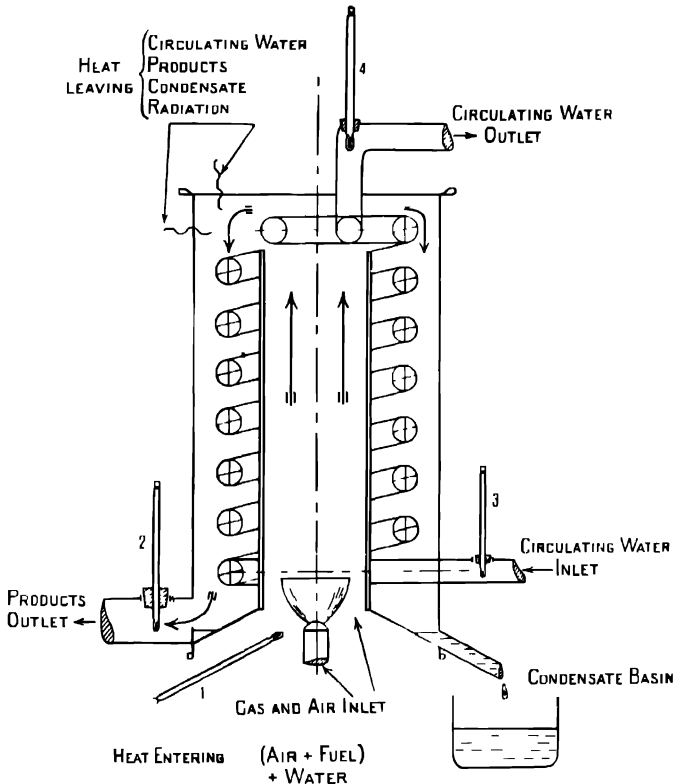 HEAT
LEAVING
CIRCULATING WATER
PRODUCTS
CONDENSATE
RADIATION
4
CIRCULATING WATER
OUTLET
2
3
CIRCULATING WATER
INLET
PRODUCTS
OUTLET
1
CONDENSATE BASIN
GAS AND AIR INLET
HEAT ENTERING (AIR + FUEL)
+ WATER